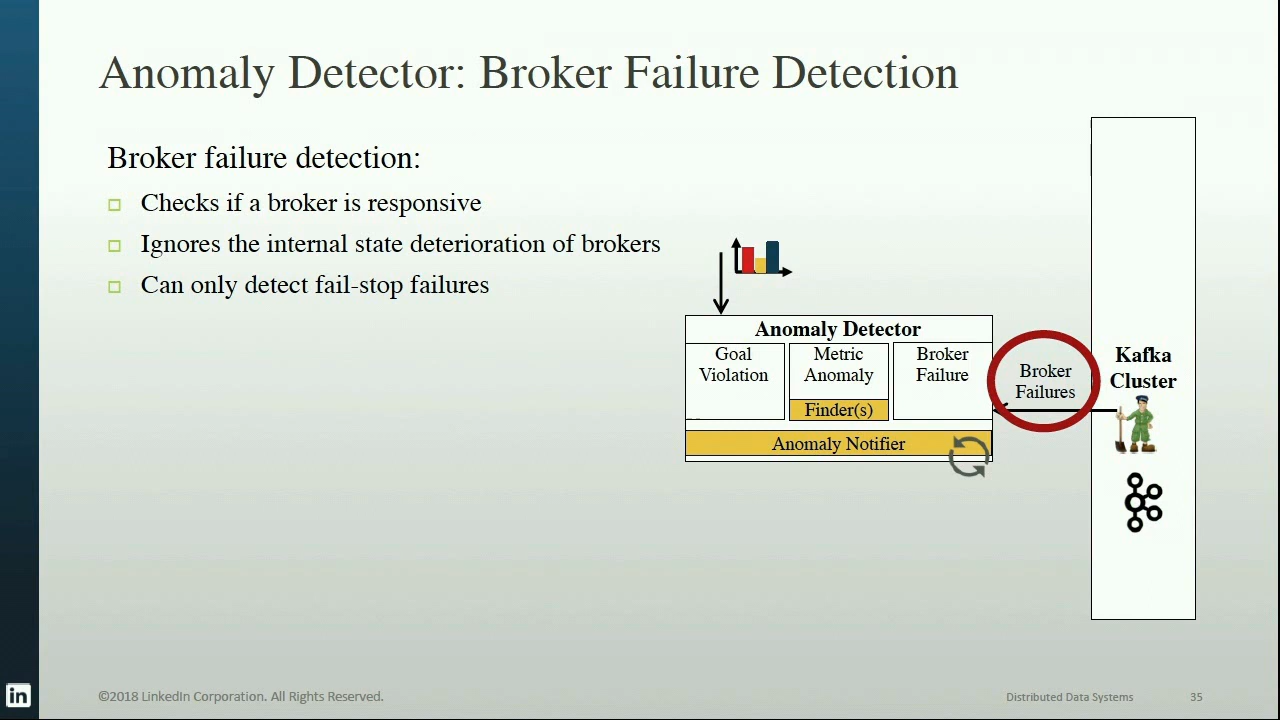 Anomaly Detector: Broker Failure Detection
Broker failure detection:
Checks if a broker is responsive
Ignores the internal state deterioration of brokers
Can only detect fail-stop failures
Anomaly Detector
Goal
Violation
Metric
Anomaly
Finder(s)
Broker
Failure
Anomaly Notifier
Broker
Failures
Kafka
Cluster
in
©2018 LinkedIn Corporation. All Rights Reserved.
Distributed Data Systems
35